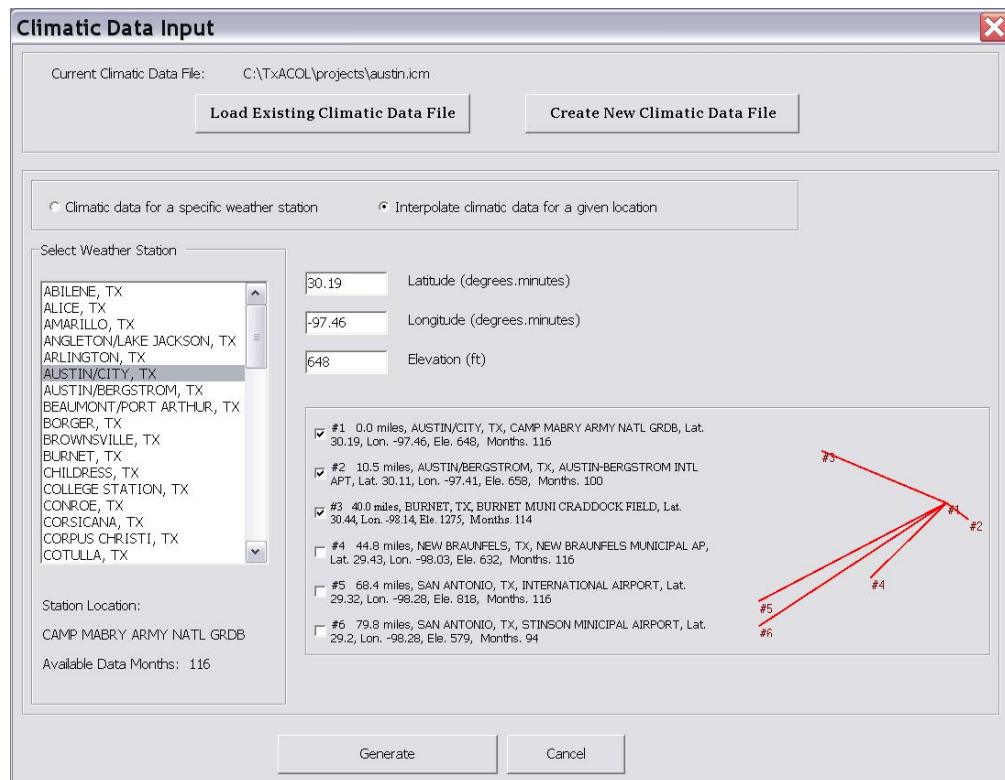 Climatic Data Input
Current Climatic Data File: C:\TxACOL\projects\austin.icm
Load Existing Climatic Data File
Create New Climatic Data File
Climatic data for a specific weather station
Interpolate climatic data for a given location
Select Weather Station
ABILENE, TX
ALICE, TX
AMARILLO, TX
ANGLETON/LAKE JACKSON, TX
ARLINGTON, TX
AUSTIN/CITY, TX
AUSTIN/BERGSTROM, TX
BEAUMONT/PORT ARTHUR, TX
BORGER, TX
BROWNSVILLE, TX
BURNET, TX
CHILDRESS, TX
COLLEGE STATION, TX
CONROE, TX
CORSICANA, TX
CORPUS CHRISTI, TX
COTULLA, TX
Station Location:
CAMP MABRY ARMY NATL GRDB
Available Data Months: 116
30.19 Latitude (degrees.minutes)
-97.46 Longitude (degrees.minutes)
648 Elevation (ft)
#1 0.0 miles, AUSTIN/CITY, TX, CAMP MABRY ARMY NATL GRDB, Lat.
30.19, Lon. -97.46, Ele. 648, Months. 116
#2 10.5 miles, AUSTIN/BERGSTROM, TX, AUSTIN-BERGSTROM INTL
APT, Lat. 30.11, Lon. -97.41, Ele. 658, Months. 100
#3 40.0 miles, BURNET, TX, BURNET MUNI CRADDOCK FIELD, Lat.
30.44, Lon. -98.14, Ele. 1275, Months. 114
#4 44.8 miles, NEW BRAUNFELS, TX, NEW BRAUNFELS MUNICIPAL AP,
Lat. 29.43, Lon. -98.03, Ele. 632, Months. 116
#5 68.4 miles, SAN ANTONIO, TX, INTERNATIONAL AIRPORT, Lat.
29.32, Lon. -98.28, Ele. 818, Months. 116
#6 79.8 miles, SAN ANTONIO, TX, STINSON MINICIPAL AIRPORT, Lat.
29.2, Lon. -98.28, Ele. 579, Months. 94
#3
#1
#2
#4
#5
#6
Generate
Cancel